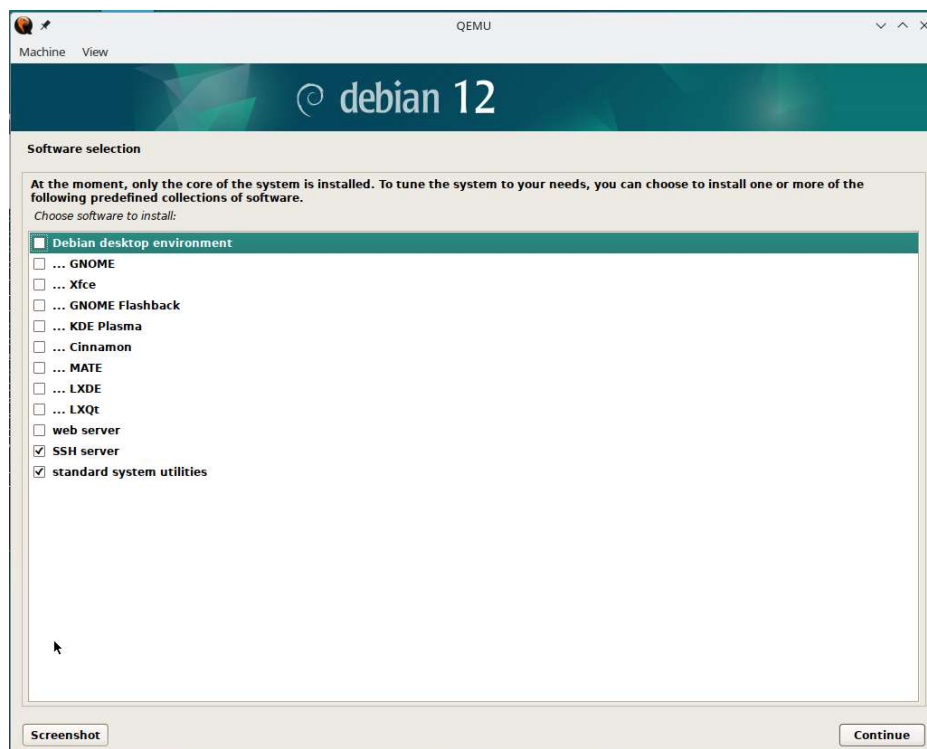 QEMU
Machine View
debian 12
Software selection
At the moment, only the core of the system is installed. To tune the system to your needs, you can choose to install one or more of the
following predefined collections of software.
Choose software to install:
Debian desktop environment
... GNOME
... Xfce
... GNOME Flashback
... KDE Plasma
... Cinnamon
... MATE
... LXDE
... LXQt
web server
SSH server
standard system utilities
Screenshot Continue